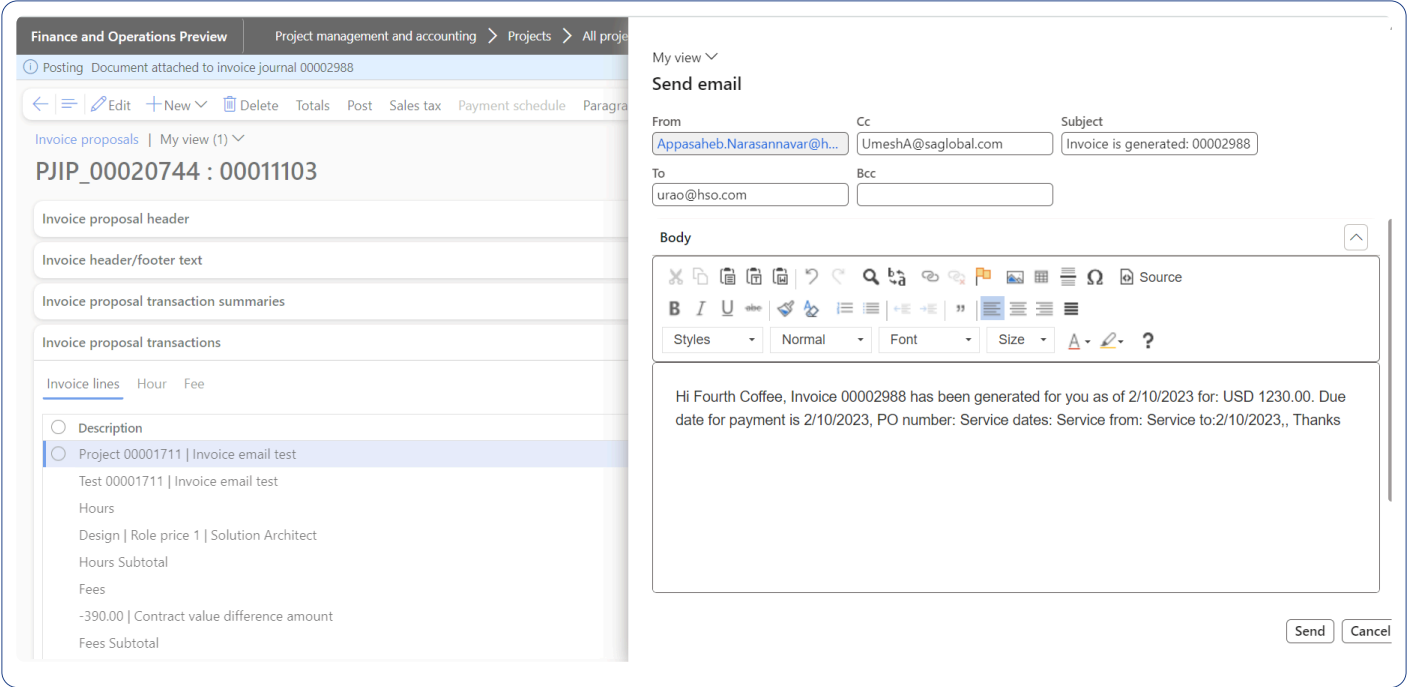 Finance and Operations Preview Project management and accounting Projects All proje
Posting Document attached to invoice journal 00002988
Edit New Delete Totals Post Sales tax Payment schedule Paragra
Invoice proposals | My view (1)
PJIP_00020744 : 00011103
Invoice proposal header
Invoice header/footer text
Invoice proposal transaction summaries
Invoice proposal transactions
Invoice lines Hour Fee
Description
Project 00001711 | Invoice email test
Test 00001711 | Invoice email test
Hours
Design | Role price 1 | Solution Architect
Hours Subtotal
Fees
-390.00 | Contract value difference amount
Fees Subtotal
My view
Send email
From Cc Subject
Appasaheb.Narasannavar@h... UmeshA@saglobal.com Invoice is generated: 00002988
To Bcc
urao@hso.com
Body
Source
B I U abc
Styles Normal Font Size A ?
Hi Fourth Coffee, Invoice 00002988 has been generated for you as of 2/10/2023 for: USD 1230.00. Due
date for payment is 2/10/2023, PO number: Service dates: Service from: Service to:2/10/2023,, Thanks
Send Cancel